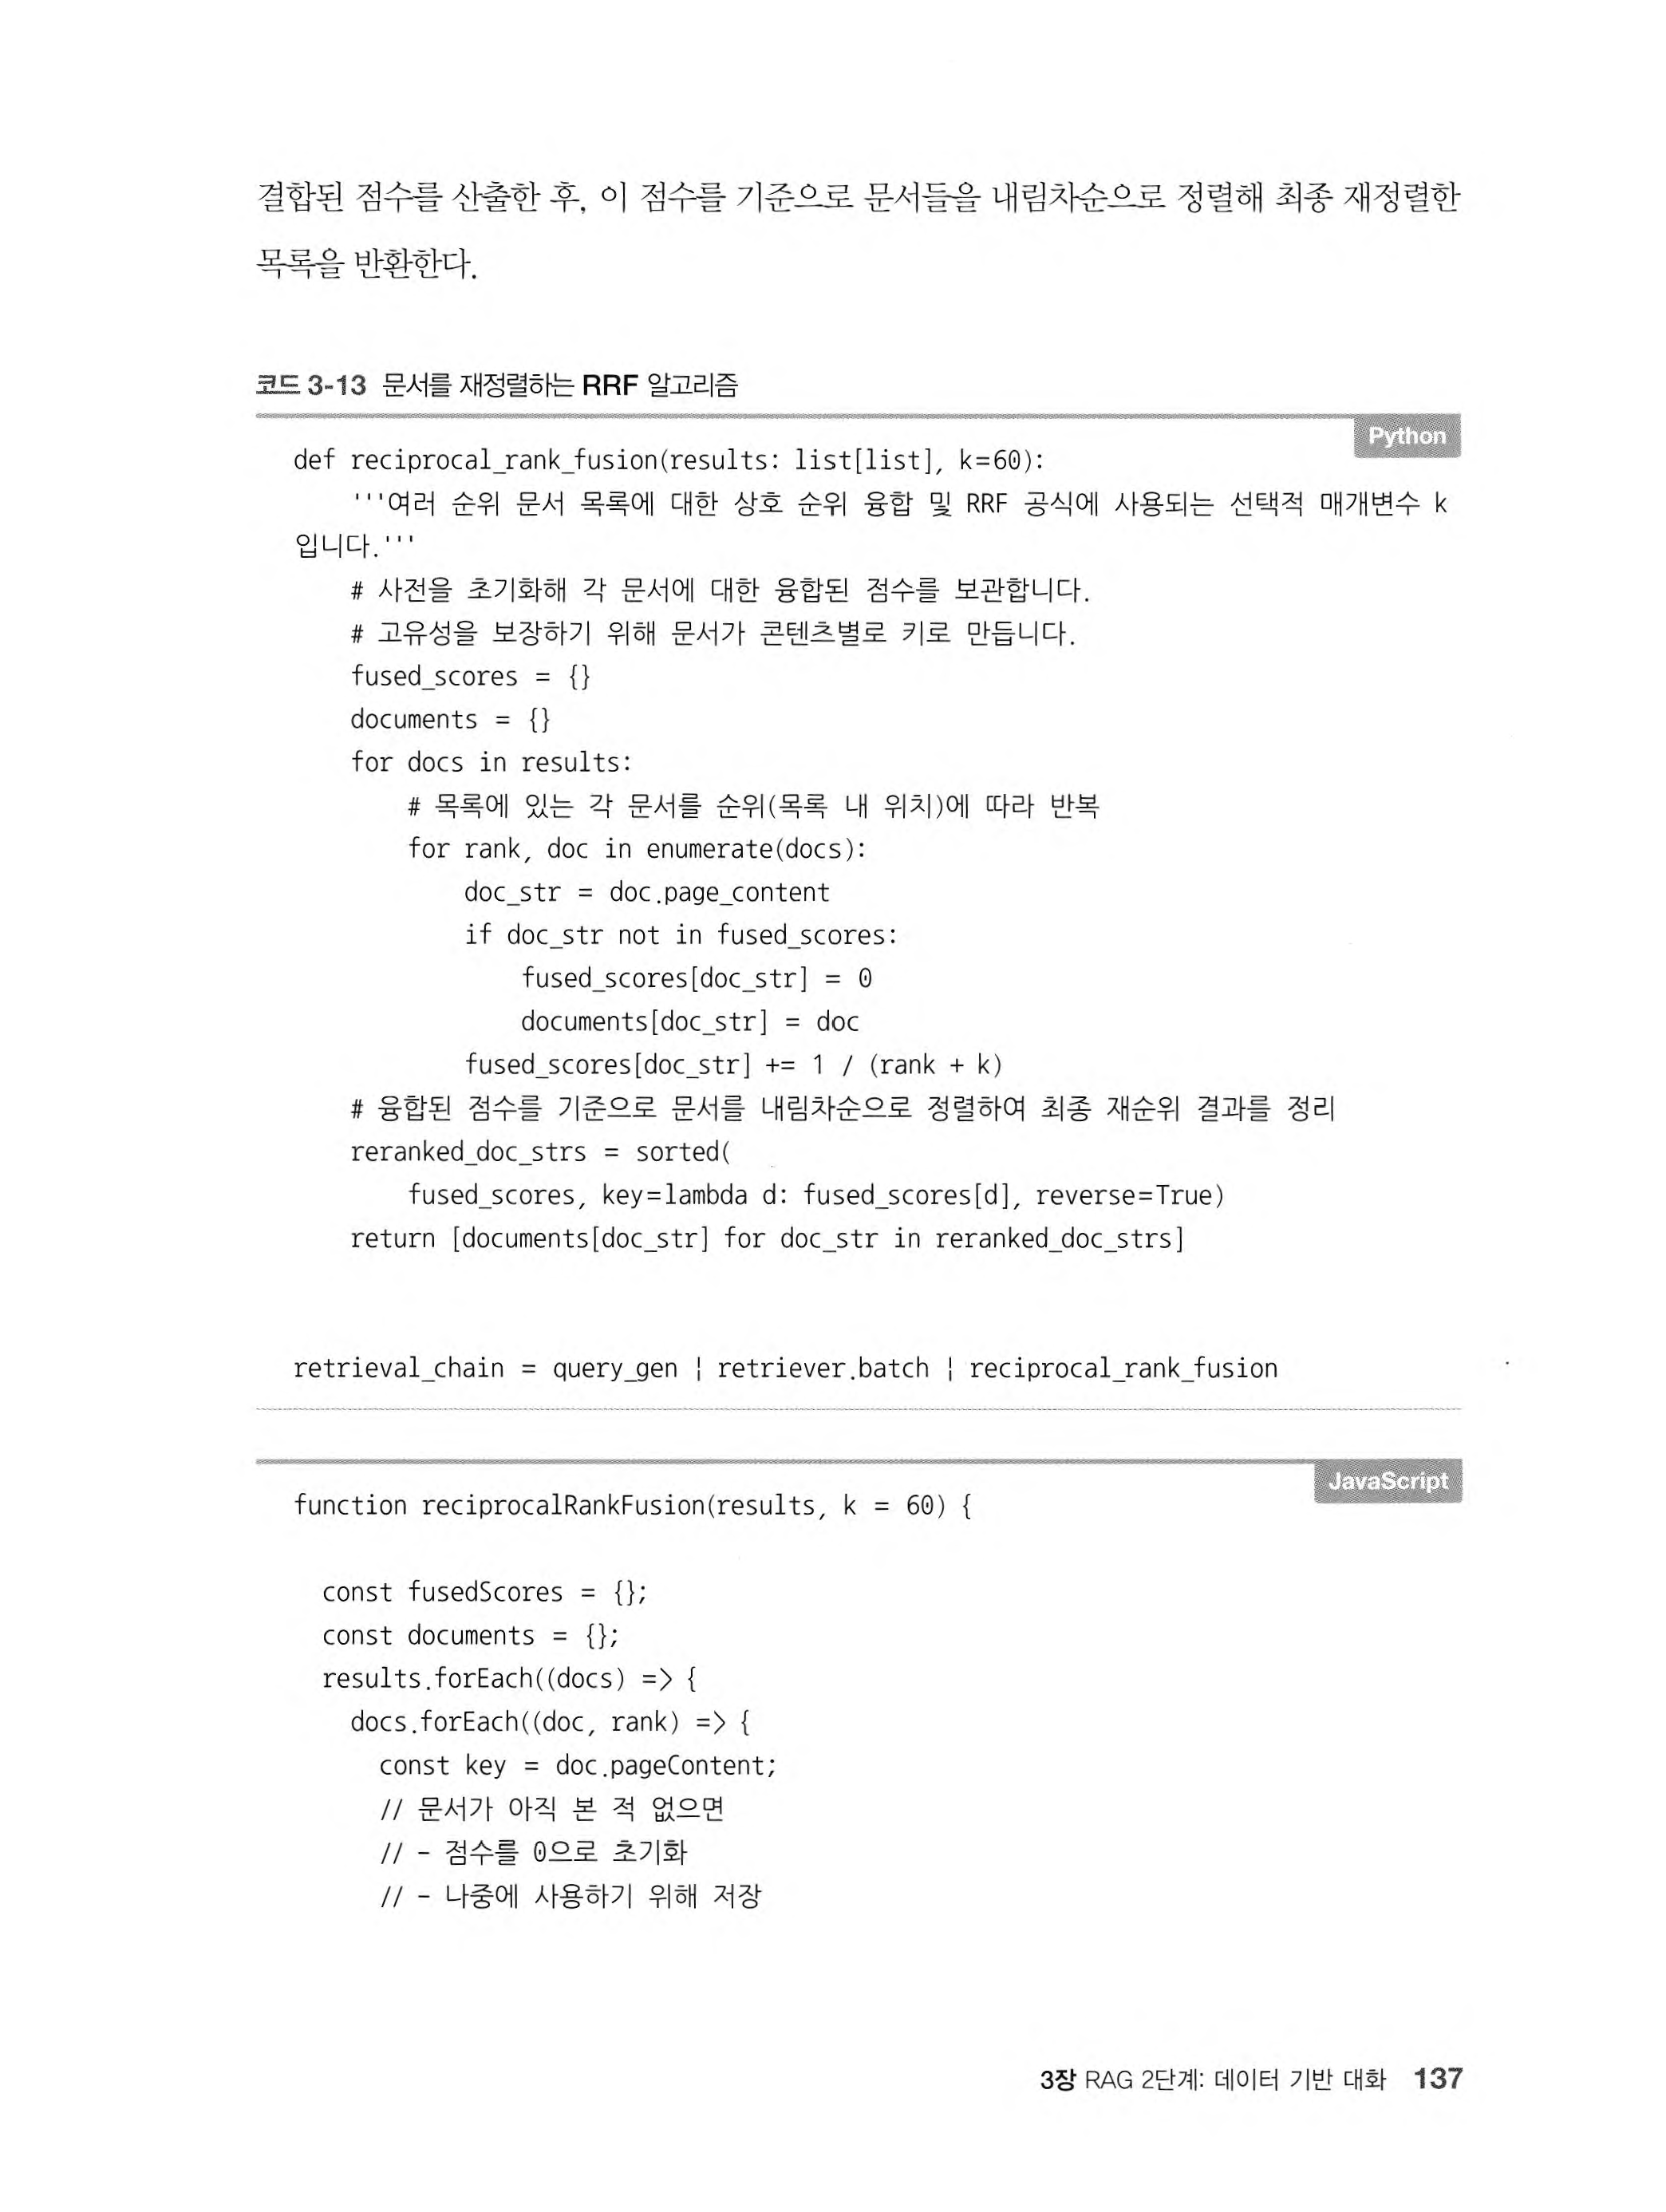 결합된 점수를 산출한 후, 이 점수를 기준으로 문서들을 내림차순으로 정렬해 최종 재정렬한
목록을 반환한다.
코드 3-13 문서를 재정렬하는 RRF 알고리즘
Python
def reciprocal_rank_fusion(results: list[list], k=60):
    '''여러 순위 문서 목록에 대한 상호 순위 융합 및 RRF 공식에 사용되는 선택적 매개변수 k
입니다.'''
    # 사전을 초기화해 각 문서에 대한 융합된 점수를 보관합니다.
    # 고유성을 보장하기 위해 문서가 콘텐츠별로 키로 만듭니다.
    fused_scores = {}
    documents = {}
    for docs in results:
        # 목록에 있는 각 문서를 순위(목록 내 위치)에 따라 반복
        for rank, doc in enumerate(docs):
            doc_str = doc.page_content
            if doc_str not in fused_scores:
                fused_scores[doc_str] = 0
                documents[doc_str] = doc
            fused_scores[doc_str] += 1 / (rank + k)
    # 융합된 점수를 기준으로 문서를 내림차순으로 정렬하여 최종 재순위 결과를 정리
    reranked_doc_strs = sorted(
        fused_scores, key=lambda d: fused_scores[d], reverse=True)
    return [documents[doc_str] for doc_str in reranked_doc_strs]
retrieval_chain = query_gen | retriever.batch | reciprocal_rank_fusion
JavaScript
function reciprocalRankFusion(results, k = 60) {
  const fusedScores = {};
  const documents = {};
  results.forEach((docs) => {
    docs.forEach((doc, rank) => {
      const key = doc.pageContent;
      // 문서가 아직 본 적 없으면
      // - 점수를 0으로 초기화
      // - 나중에 사용하기 위해 저장
3장 RAG 2단계: 데이터 기반 대화 137